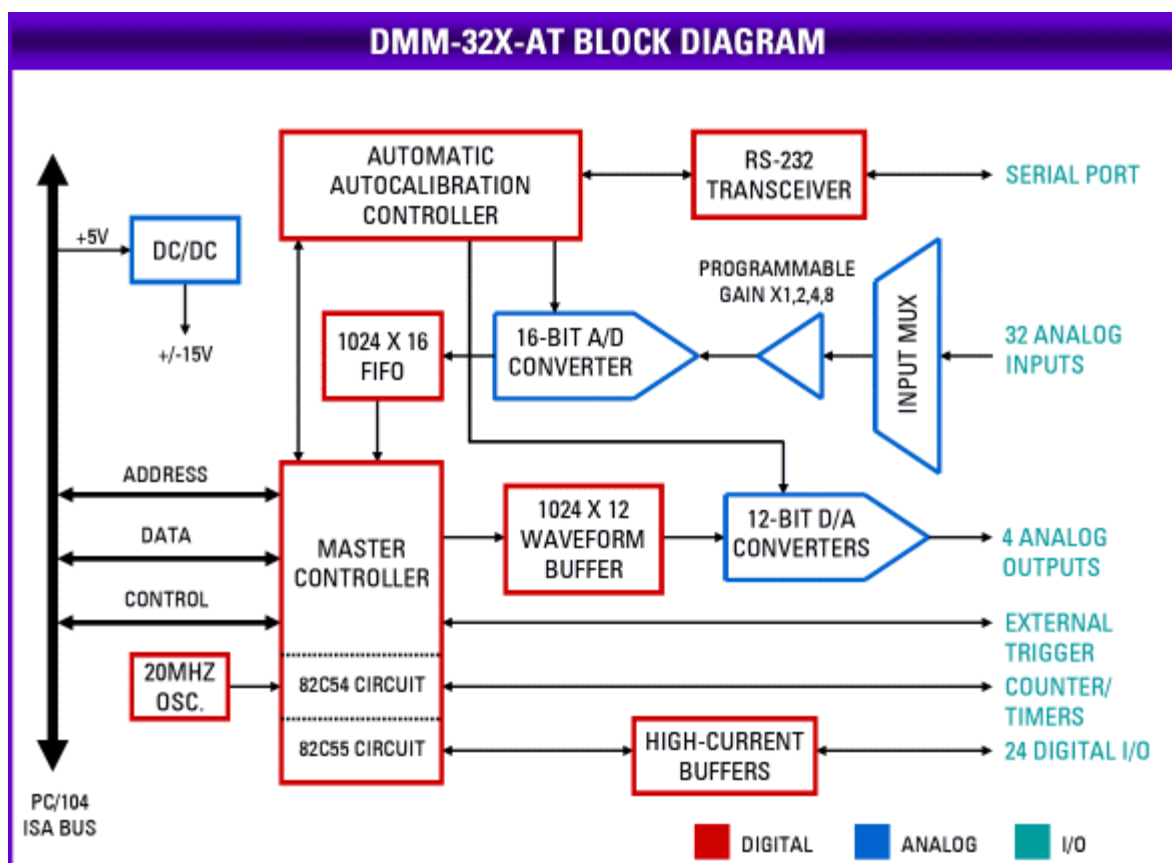 DMM-32X-AT BLOCK DIAGRAM
AUTOMATIC
AUTOCALIBRATION
CONTROLLER
RS-232
TRANSCEIVER
SERIAL PORT
+5V
DC/DC
+/-15V
PROGRAMMABLE
GAIN X1,2,4,8
1024 X 16
FIFO
16-BIT A/D
CONVERTER
INPUT MUX
32 ANALOG
INPUTS
ADDRESS
DATA
CONTROL
MASTER
CONTROLLER
1024 X 12
WAVEFORM
BUFFER
12-BIT D/A
CONVERTERS
4 ANALOG
OUTPUTS
EXTERNAL
TRIGGER
20MHZ
OSC.
82C54 CIRCUIT
COUNTER/
TIMERS
82C55 CIRCUIT
HIGH-CURRENT
BUFFERS
24 DIGITAL I/O
PC/104
ISA BUS
DIGITAL
ANALOG
I/O